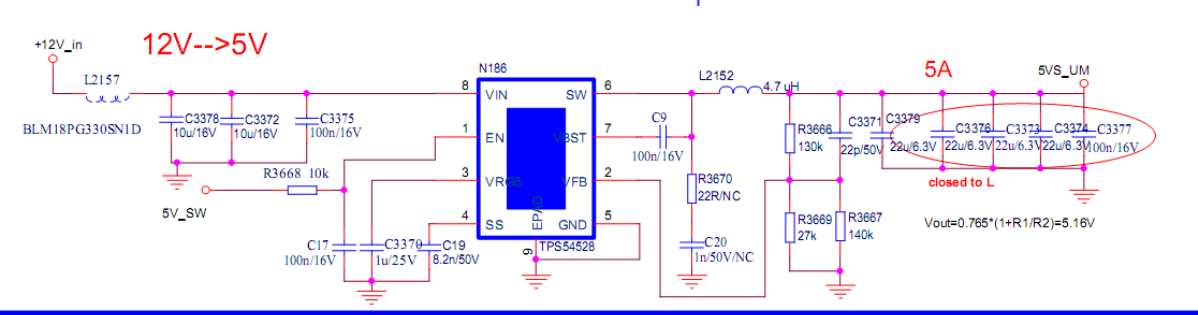 12V-->5V
+12V_in
L2157
BLM18PG330SN1D
C3378
10u/16V
C3372
10u/16V
C3375
100n/16V
R3668 10k
5V_SW
C17
100n/16V
C3370
1u/25V
C19
8.2n/50V
N186
8
VIN
1
EN
3
VRG5
4
SS
6
SW
7
VBST
2
VFB
5
GND
EPAD
9
TPS54528
C9
100n/16V
R3670
22R/NC
C20
1n/50V/NC
L2152
4.7 uH
R3666
130k
C3371
22p/50V
C3379
22u/6.3V
R3669
27k
R3667
140k
5A
5VS_UM
C3376
22u/6.3V
C3373
22u/6.3V
C3374
22u/6.3V
C3377
100n/16V
closed to L
Vout=0.765*(1+R1/R2)=5.16V